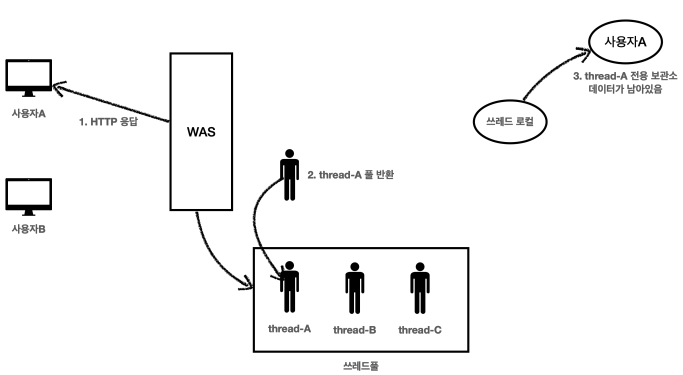 사용자A
사용자B
1. HTTP 응답
WAS
2. thread-A 풀 반환
thread-A
thread-B
thread-C
쓰레드풀
쓰레드 로컬
사용자A
3. thread-A 전용 보관소
데이터가 남아있음